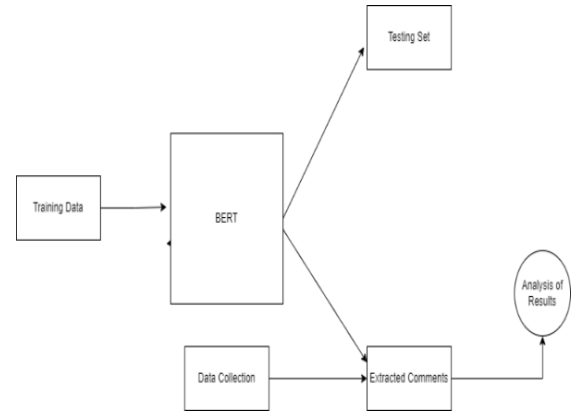 Testing Set
Training Data
BERT
Analysis of
Results
Data Collection
Extracted Comments